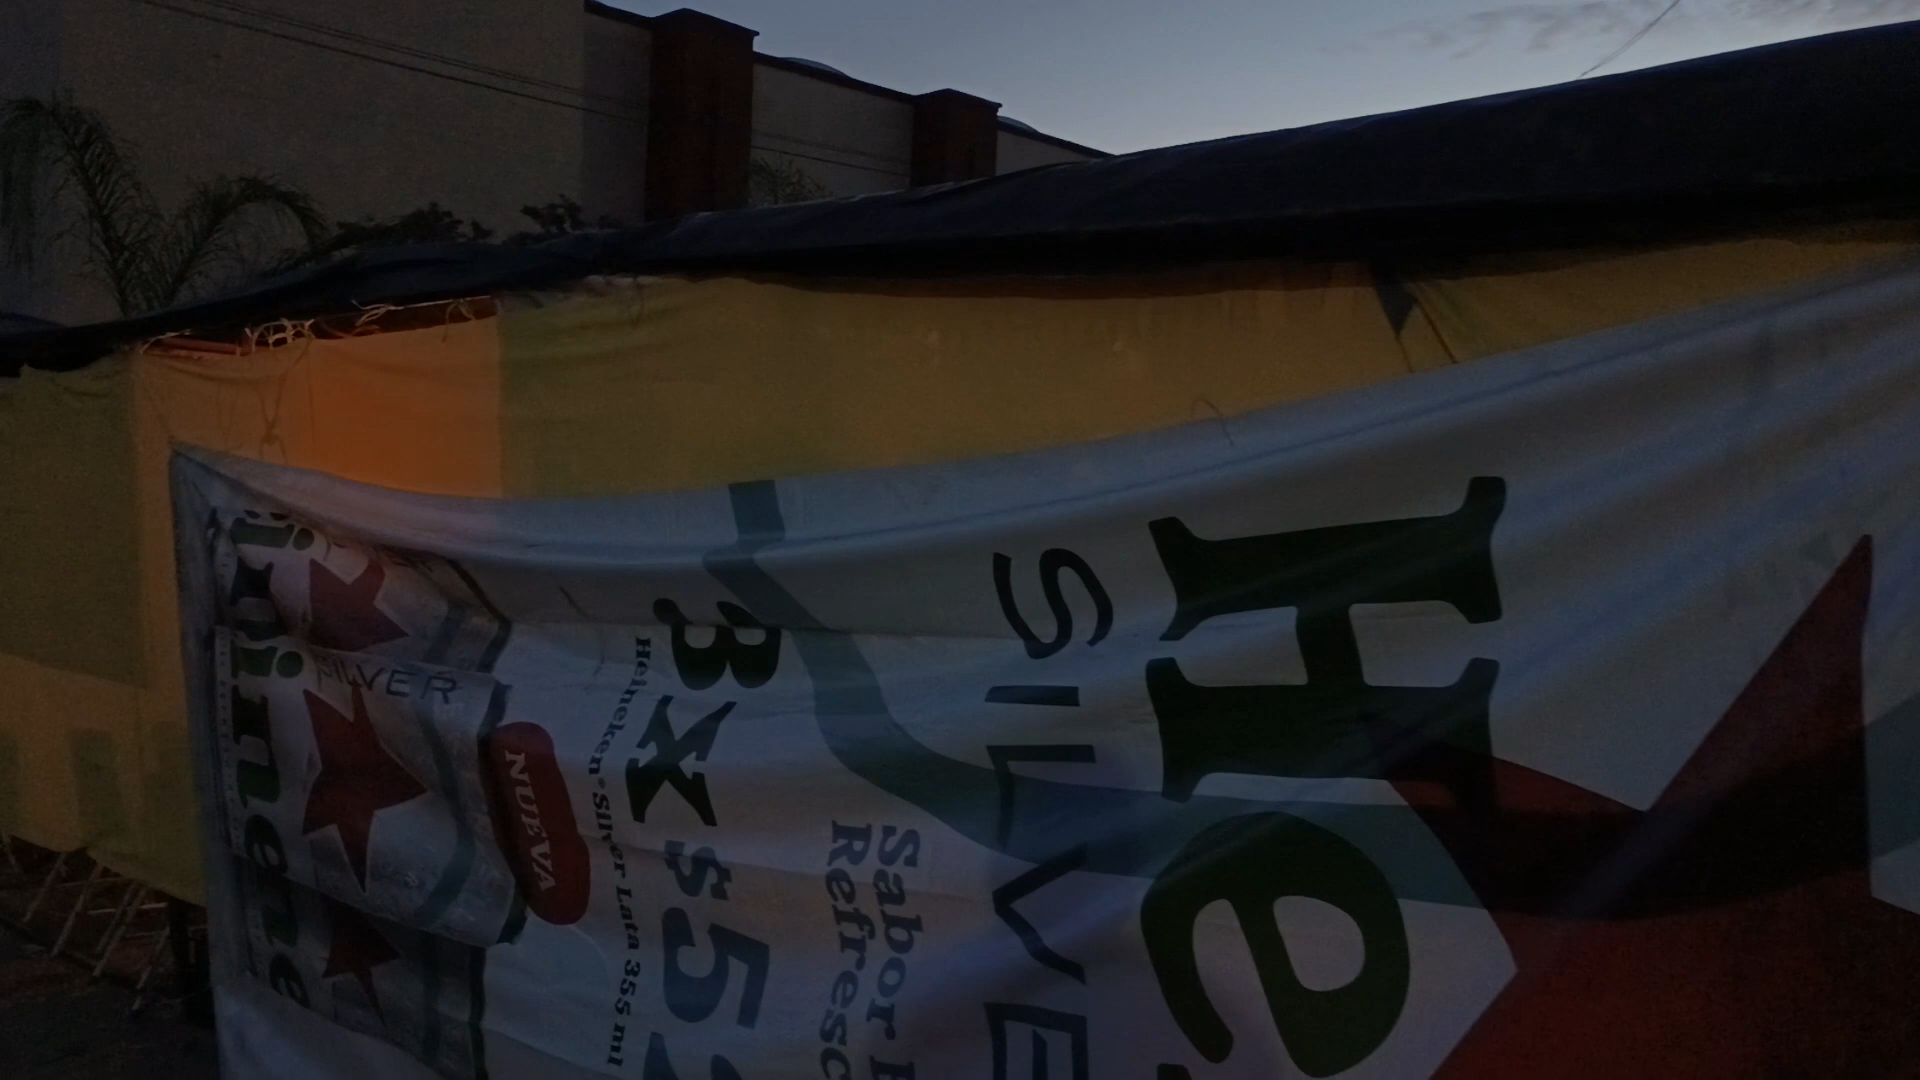 He
SILVE
Sabor
Refresc
3x$52
Heineken® Silver Lata 355 ml
NUEVA
SILVER